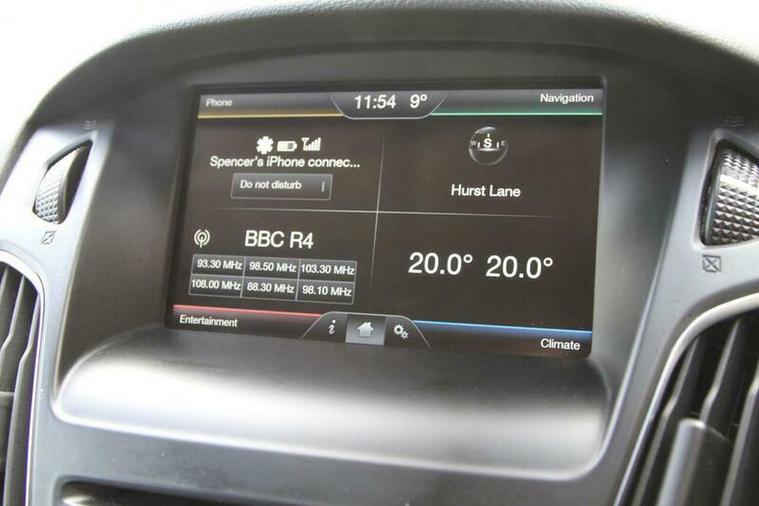 Phone
11:54 9°
Navigation
Spencer's iPhone connec...
Do not disturb
W S E
Hurst Lane
BBC R4
93.30 MHz 98.50 MHz 103.30 MHz
108.00 MHz 88.30 MHz 98.10 MHz
20.0° 20.0°
Entertainment
i
Climate